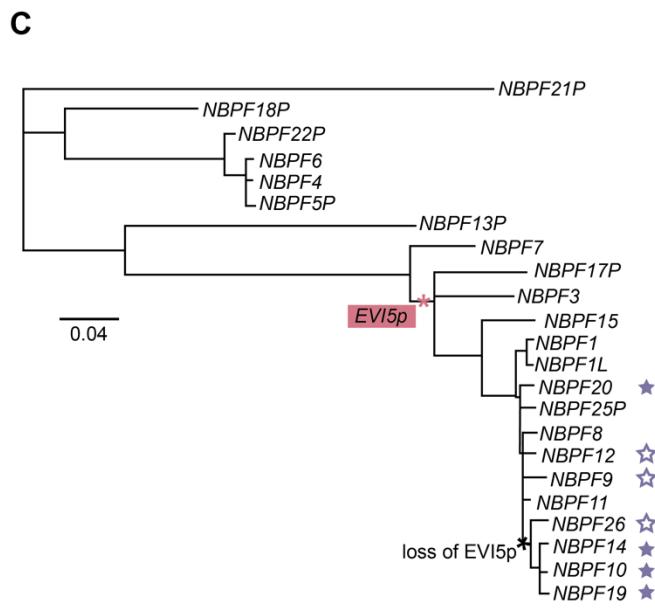 C
NBPF21P
NBPF18P
NBPF22P
NBPF6
NBPF4
NBPF5P
NBPF13P
NBPF7
NBPF17P
NBPF3
EVI5p
0.04
NBPF15
NBPF1
NBPF1L
NBPF20
NBPF25P
NBPF8
NBPF12
NBPF9
NBPF11
NBPF26
loss of EVI5p
NBPF14
NBPF10
NBPF19